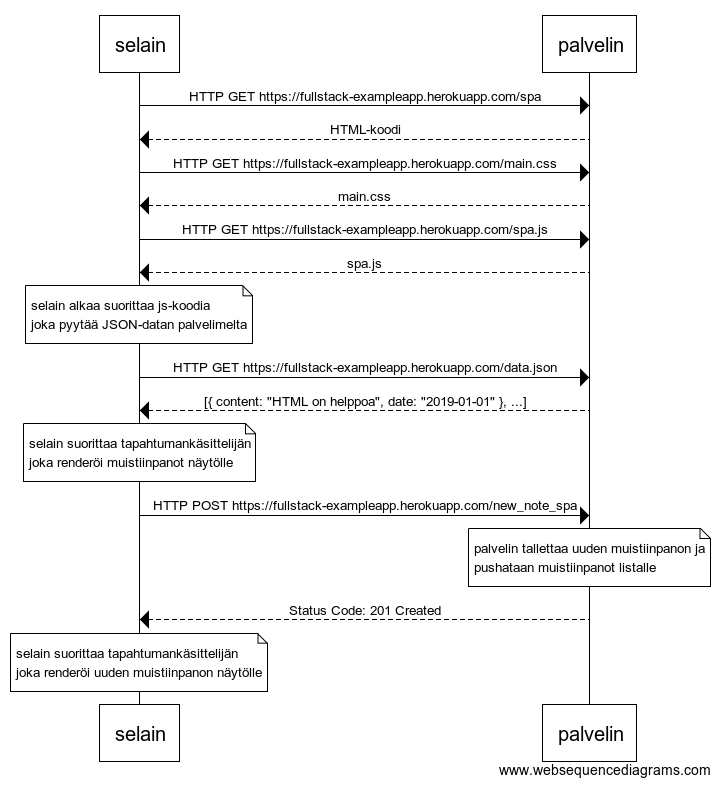 selain
palvelin
HTTP GET https://fullstack-exampleapp.herokuapp.com/spa
HTML-koodi
HTTP GET https://fullstack-exampleapp.herokuapp.com/main.css
main.css
HTTP GET https://fullstack-exampleapp.herokuapp.com/spa.js
spa.js
selain alkaa suorittaa js-koodia
joka pyytää JSON-datan palvelimelta
HTTP GET https://fullstack-exampleapp.herokuapp.com/data.json
[{ content: "HTML on helppoa", date: "2019-01-01" }, ...]
selain suorittaa tapahtumankäsittelijän
joka renderöi muistiinpanot näytölle
HTTP POST https://fullstack-exampleapp.herokuapp.com/new_note_spa
palvelin tallettaa uuden muistiinpanon ja
pushataan muistiinpanot listalle
Status Code: 201 Created
selain suorittaa tapahtumankäsittelijän
joka renderöi uuden muistiinpanon näytölle
selain
palvelin
www.websequencediagrams.com